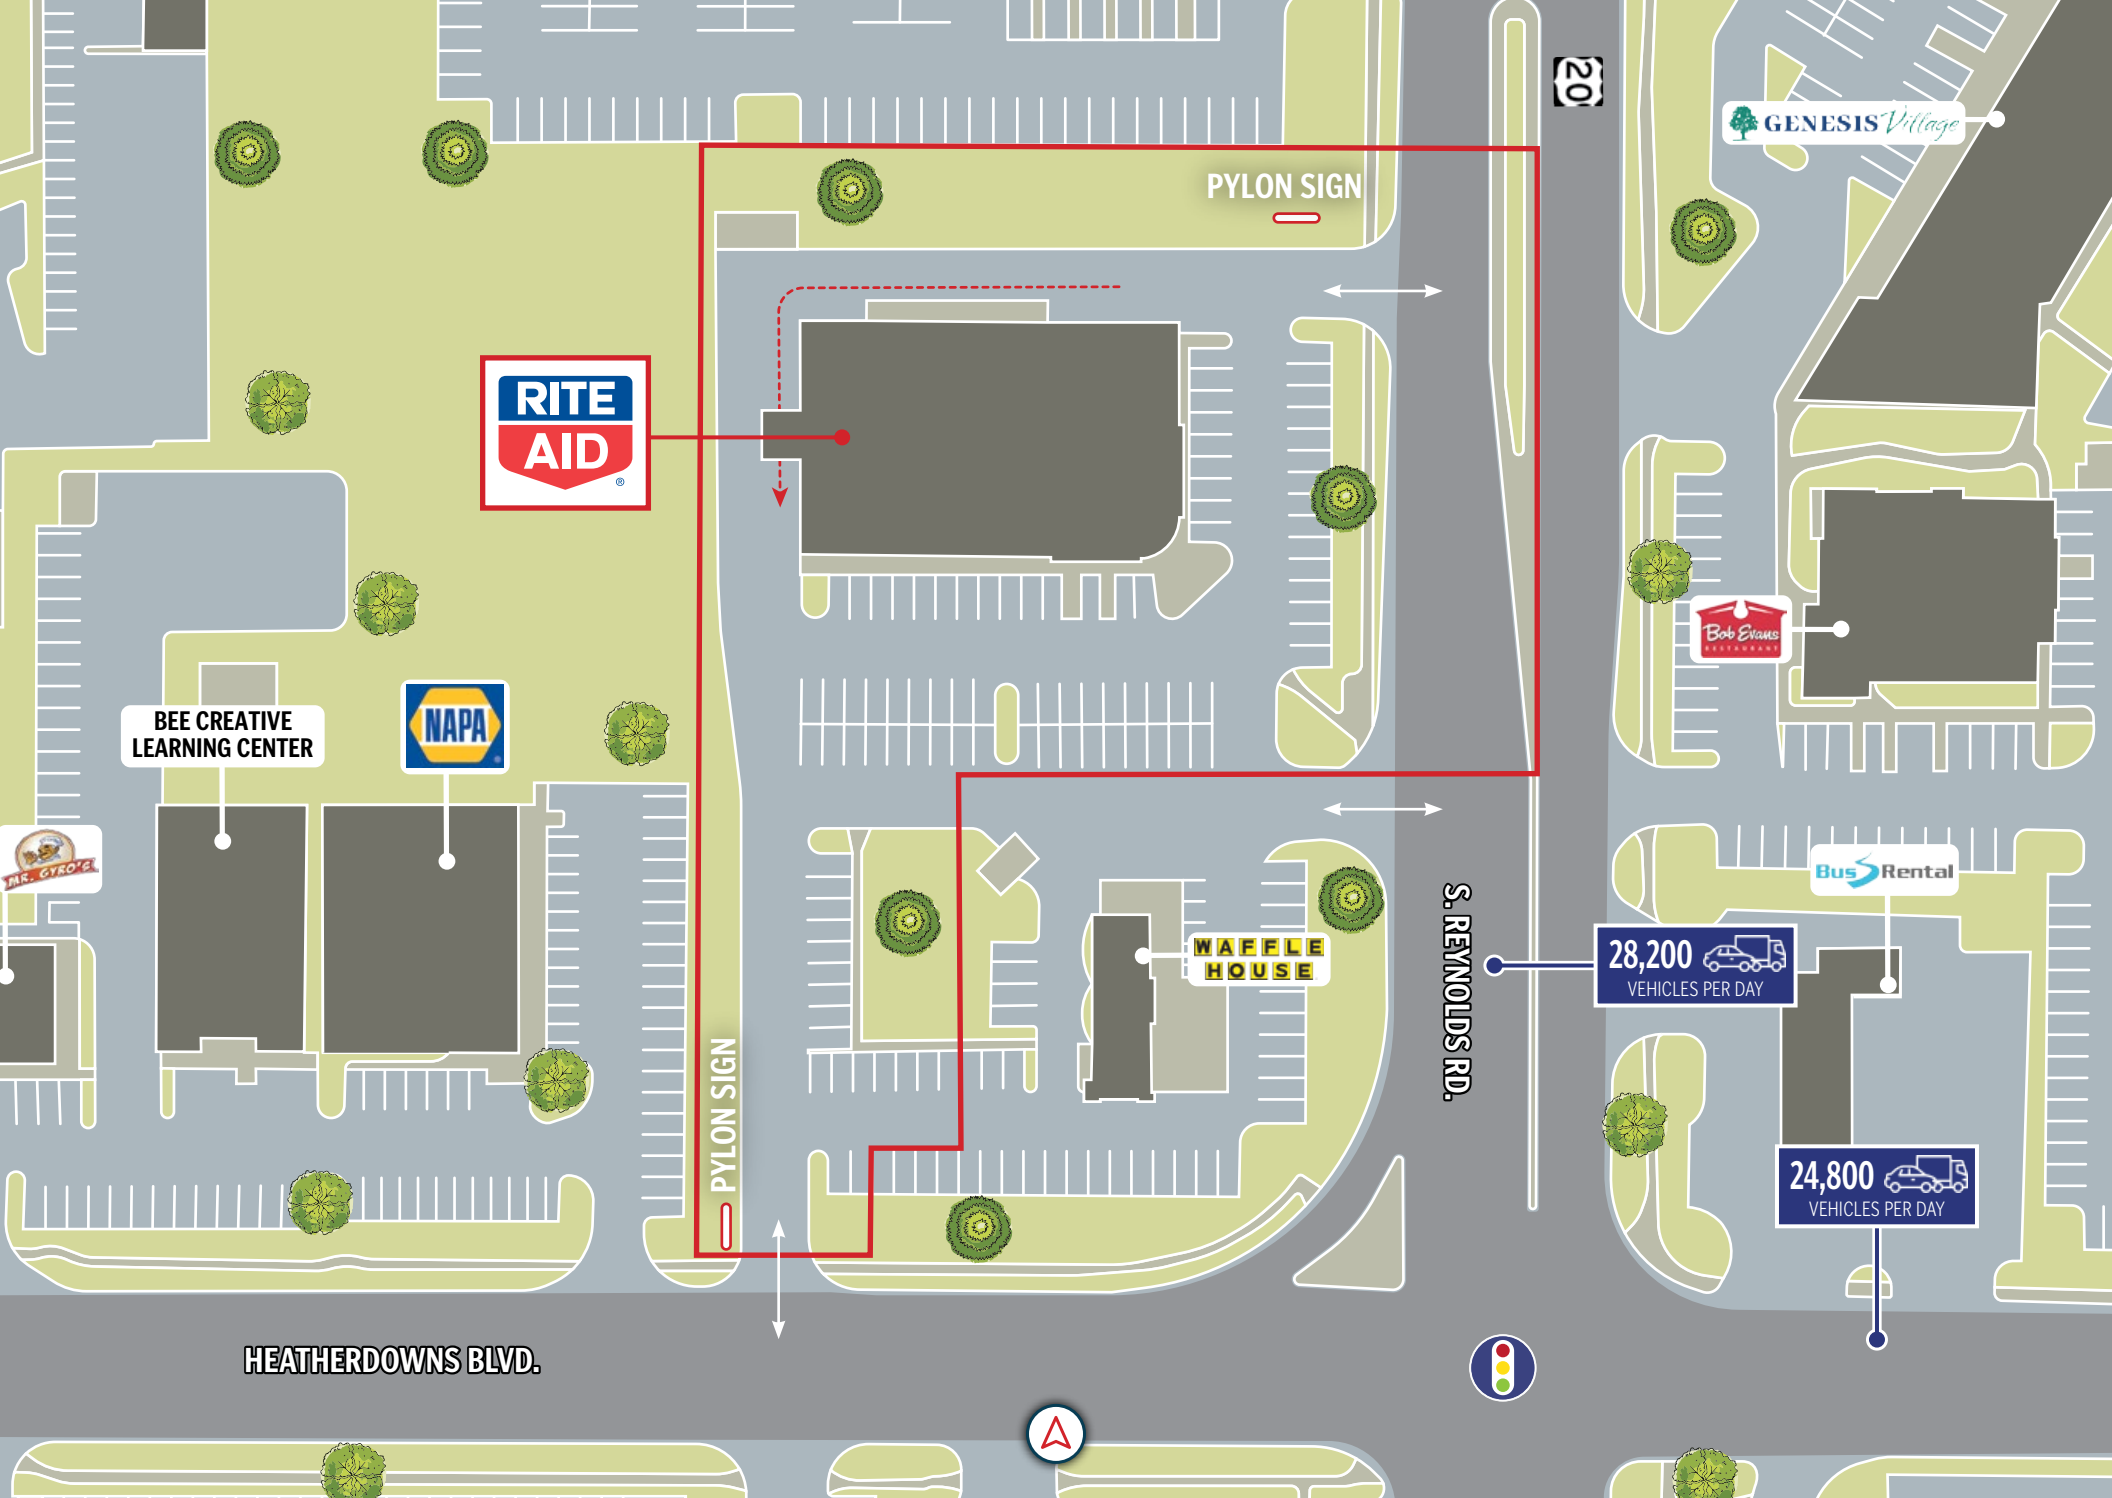 20
GENESIS Village
PYLON SIGN
RITE
AID
®
Bob Evans
RESTAURANT
BEE CREATIVE
LEARNING CENTER
NAPA
MR. GYRO'S
Bus Rental
WAFFLE
HOUSE
S. REYNOLDS RD.
28,200
VEHICLES PER DAY
PYLON SIGN
24,800
VEHICLES PER DAY
HEATHERDOWNS BLVD.